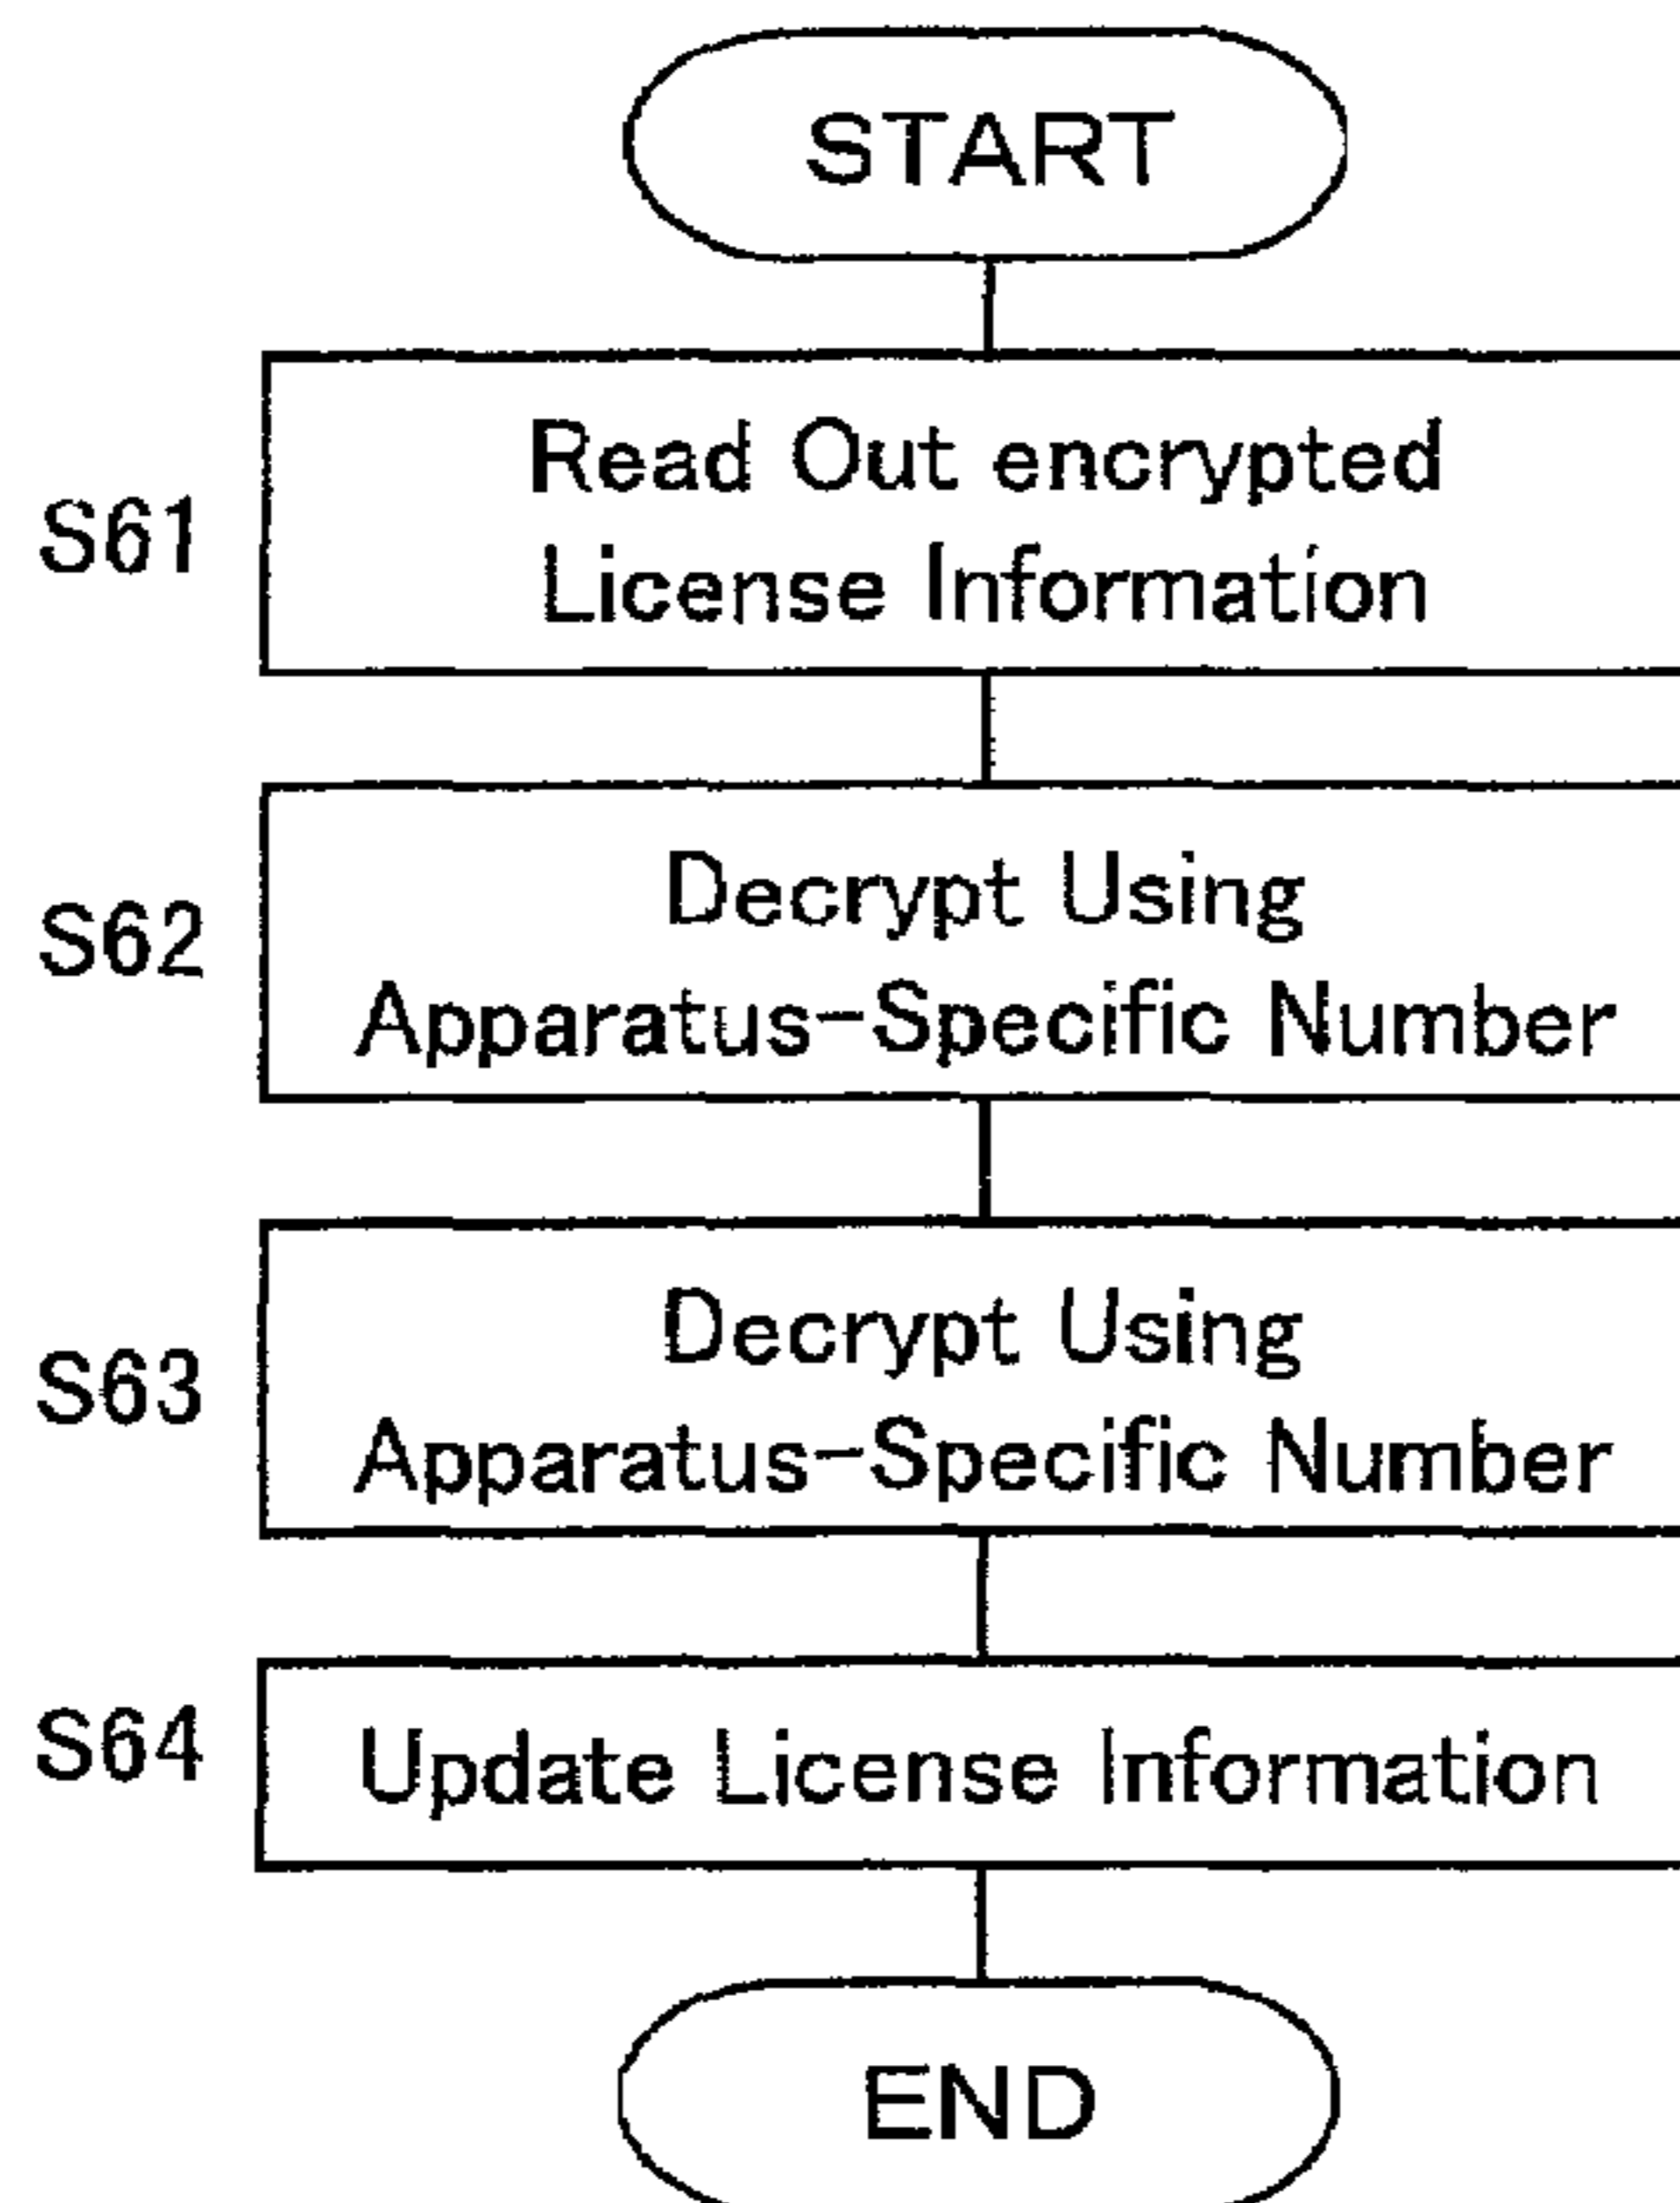 START
S61
Read Out encrypted
License Information
S62
Decrypt Using
Apparatus-Specific Number
S63
Decrypt Using
Apparatus-Specific Number
S64
Update License Information
END